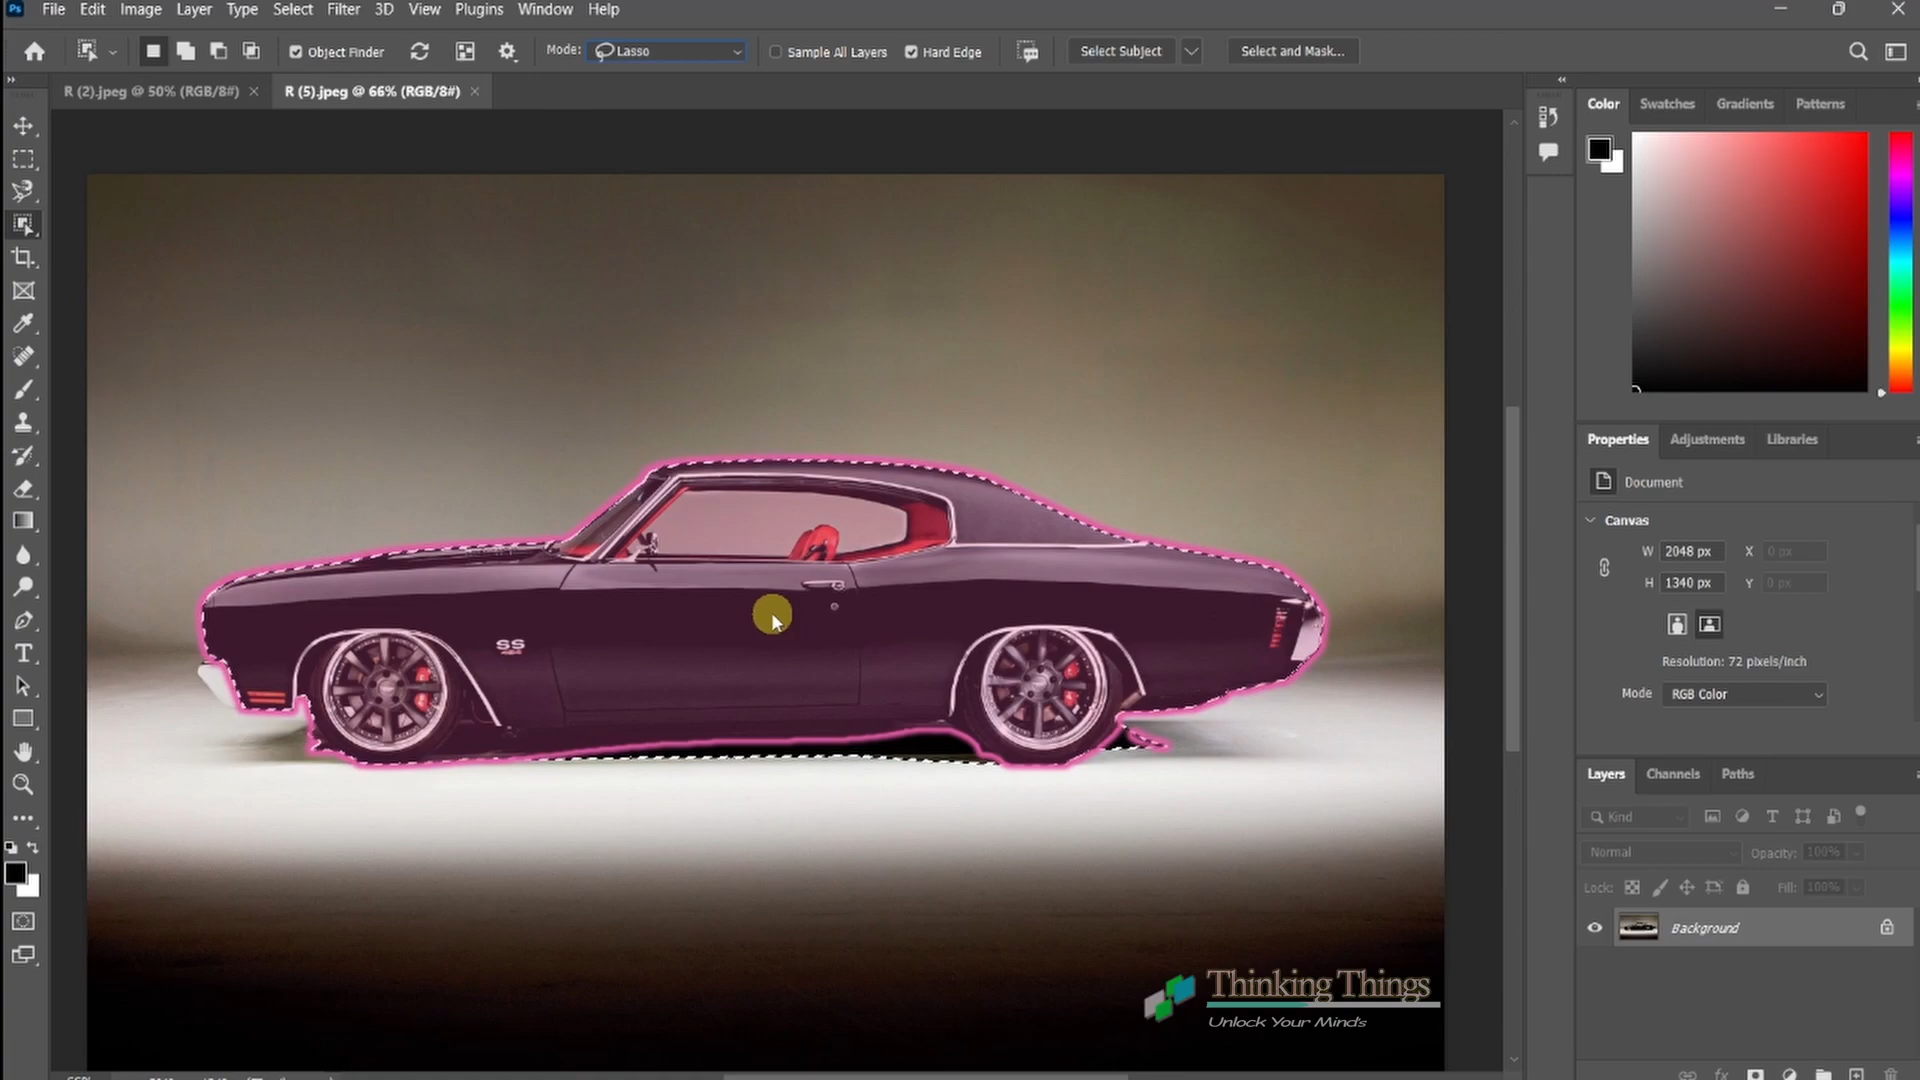 Ps File Edit Image Layer Type Select Filter 3D View Plugins Window Help
Object Finder Mode: Lasso Sample All Layers Hard Edge Select Subject Select and Mask...
R (2).jpeg @ 50% (RGB/8#) R (5).jpeg @ 66% (RGB/8#)
Color Swatches Gradients Patterns
Properties Adjustments Libraries
Document
Canvas
W 2048 px X 0 px
H 1340 px Y 0 px
Resolution: 72 pixels/inch
Mode RGB Color
SS
Layers Channels Paths
Kind
Normal Opacity: 100%
Lock: Fill: 100%
Background
Thinking Things
Unlock Your Mind's